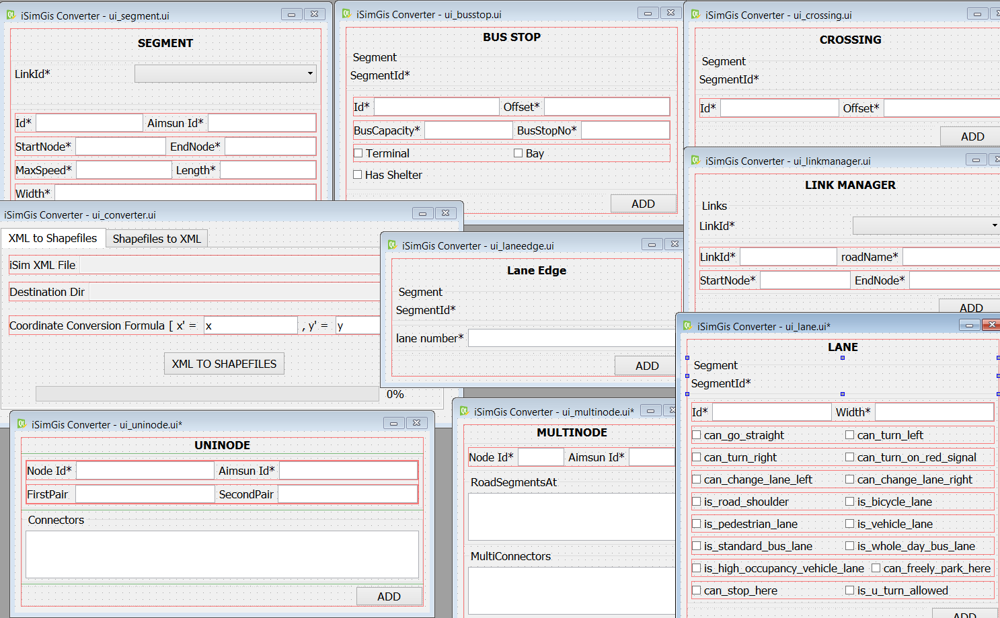 iSimGis Converter - ui_segment.ui
SEGMENT
LinkId*
Id* Aimsun Id*
StartNode* EndNode*
MaxSpeed* Length*
Width*
iSimGis Converter - ui_busstop.ui
BUS STOP
Segment
SegmentId*
Id* Offset*
BusCapacity* BusStopNo*
Terminal Bay
Has Shelter
ADD
iSimGis Converter - ui_crossing.ui
CROSSING
Segment
SegmentId*
Id* Offset*
ADD
iSimGis Converter - ui_linkmanager.ui
LINK MANAGER
Links
LinkId*
LinkId* roadName*
StartNode* EndNode*
ADD
iSimGis Converter - ui_converter.ui
XML to Shapefiles Shapefiles to XML
iSim XML File
Destination Dir
Coordinate Conversion Formula [ x' = x , y' = y
XML TO SHAPEFILES
0%
iSimGis Converter - ui_laneedge.ui
Lane Edge
Segment
SegmentId*
lane number*
ADD
iSimGis Converter - ui_lane.ui*
LANE
Segment
SegmentId*
Id* Width*
can_go_straight can_turn_left
can_turn_right can_turn_on_red_signal
can_change_lane_left can_change_lane_right
is_road_shoulder is_bicycle_lane
is_pedestrian_lane is_vehicle_lane
is_standard_bus_lane is_whole_day_bus_lane
is_high_occupancy_vehicle_lane can_freely_park_here
can_stop_here is_u_turn_allowed
ADD
iSimGis Converter - ui_uninode.ui*
UNINODE
Node Id* Aimsun Id*
FirstPair SecondPair
Connectors
ADD
iSimGis Converter - ui_multinode.ui*
MULTINODE
Node Id* Aimsun Id*
RoadSegmentsAt
MultiConnectors